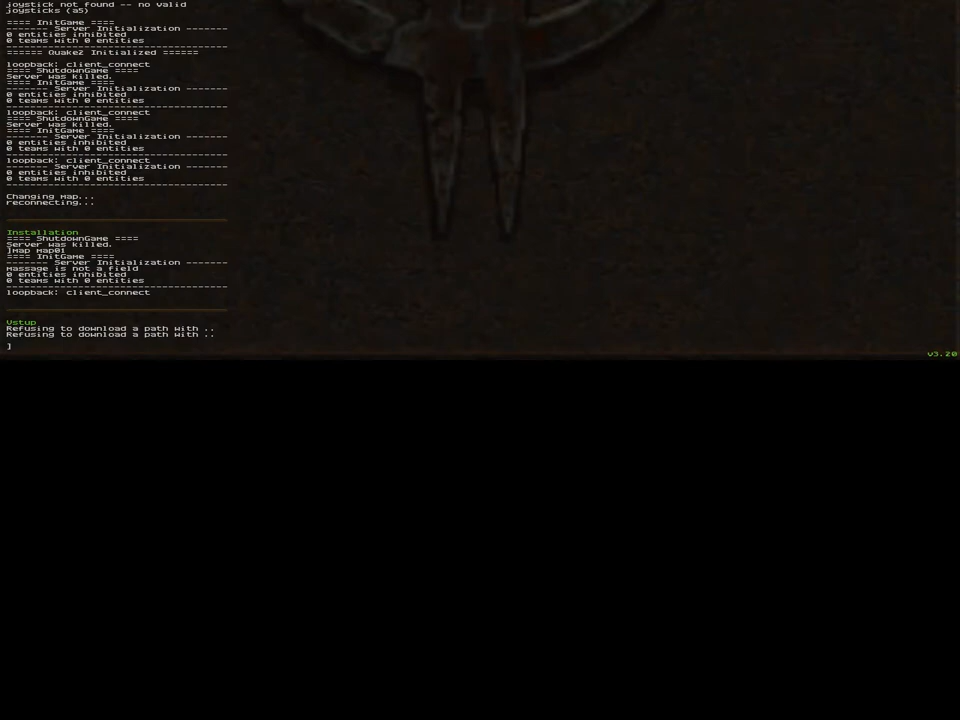 joystick not found -- no valid
joysticks (a5)
==== InitGame ====
------- Server Initialization -------
0 entities inhibited
0 teams with 0 entities
-------------------------------------
====== Quake2 Initialized ======
loopback: client_connect
==== ShutdownGame ====
Server was killed.
==== InitGame ====
------- Server Initialization -------
0 entities inhibited
0 teams with 0 entities
-------------------------------------
loopback: client_connect
==== ShutdownGame ====
Server was killed.
==== InitGame ====
------- Server Initialization -------
0 entities inhibited
0 teams with 0 entities
-------------------------------------
loopback: client_connect
------- Server Initialization -------
0 entities inhibited
0 teams with 0 entities
-------------------------------------
Changing map...
reconnecting...
Installation
==== ShutdownGame ====
Server was killed.
]map map01
==== InitGame ====
------- Server Initialization -------
massage is not a field
0 entities inhibited
0 teams with 0 entities
-------------------------------------
loopback: client_connect
Vstup
Refusing to download a path with ..
Refusing to download a path with ..
]
v3.20